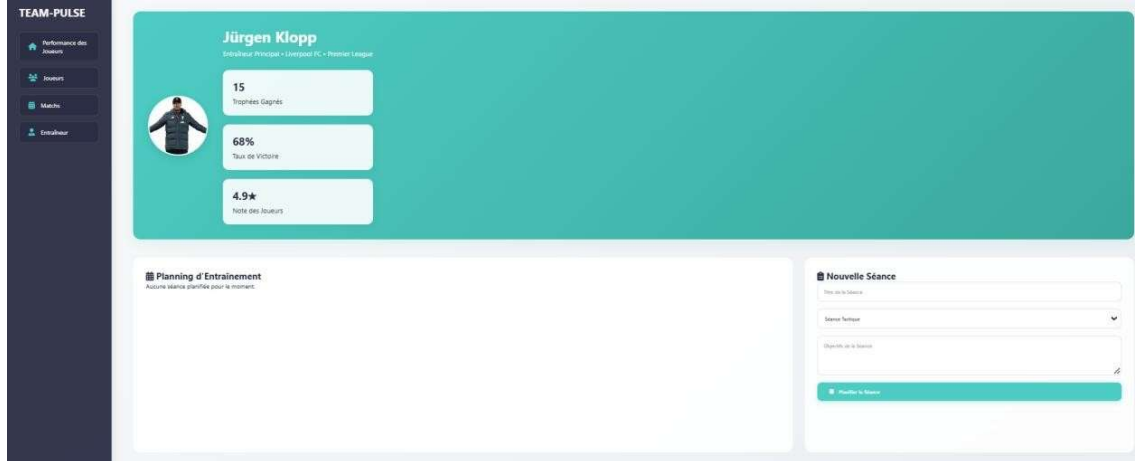 TEAM-PULSE
Performance des
Joueurs
Joueurs
Matchs
Entraîneur
Jürgen Klopp
Entraîneur Principal • Liverpool FC • Premier League
15
Trophées Gagnés
68%
Taux de Victoire
4.9★
Note des Joueurs
Planning d'Entraînement
Aucune séance planifiée pour le moment.
Nouvelle Séance
Titre de la Séance
Séance Tactique
Objectifs de la Séance
Planifier la Séance